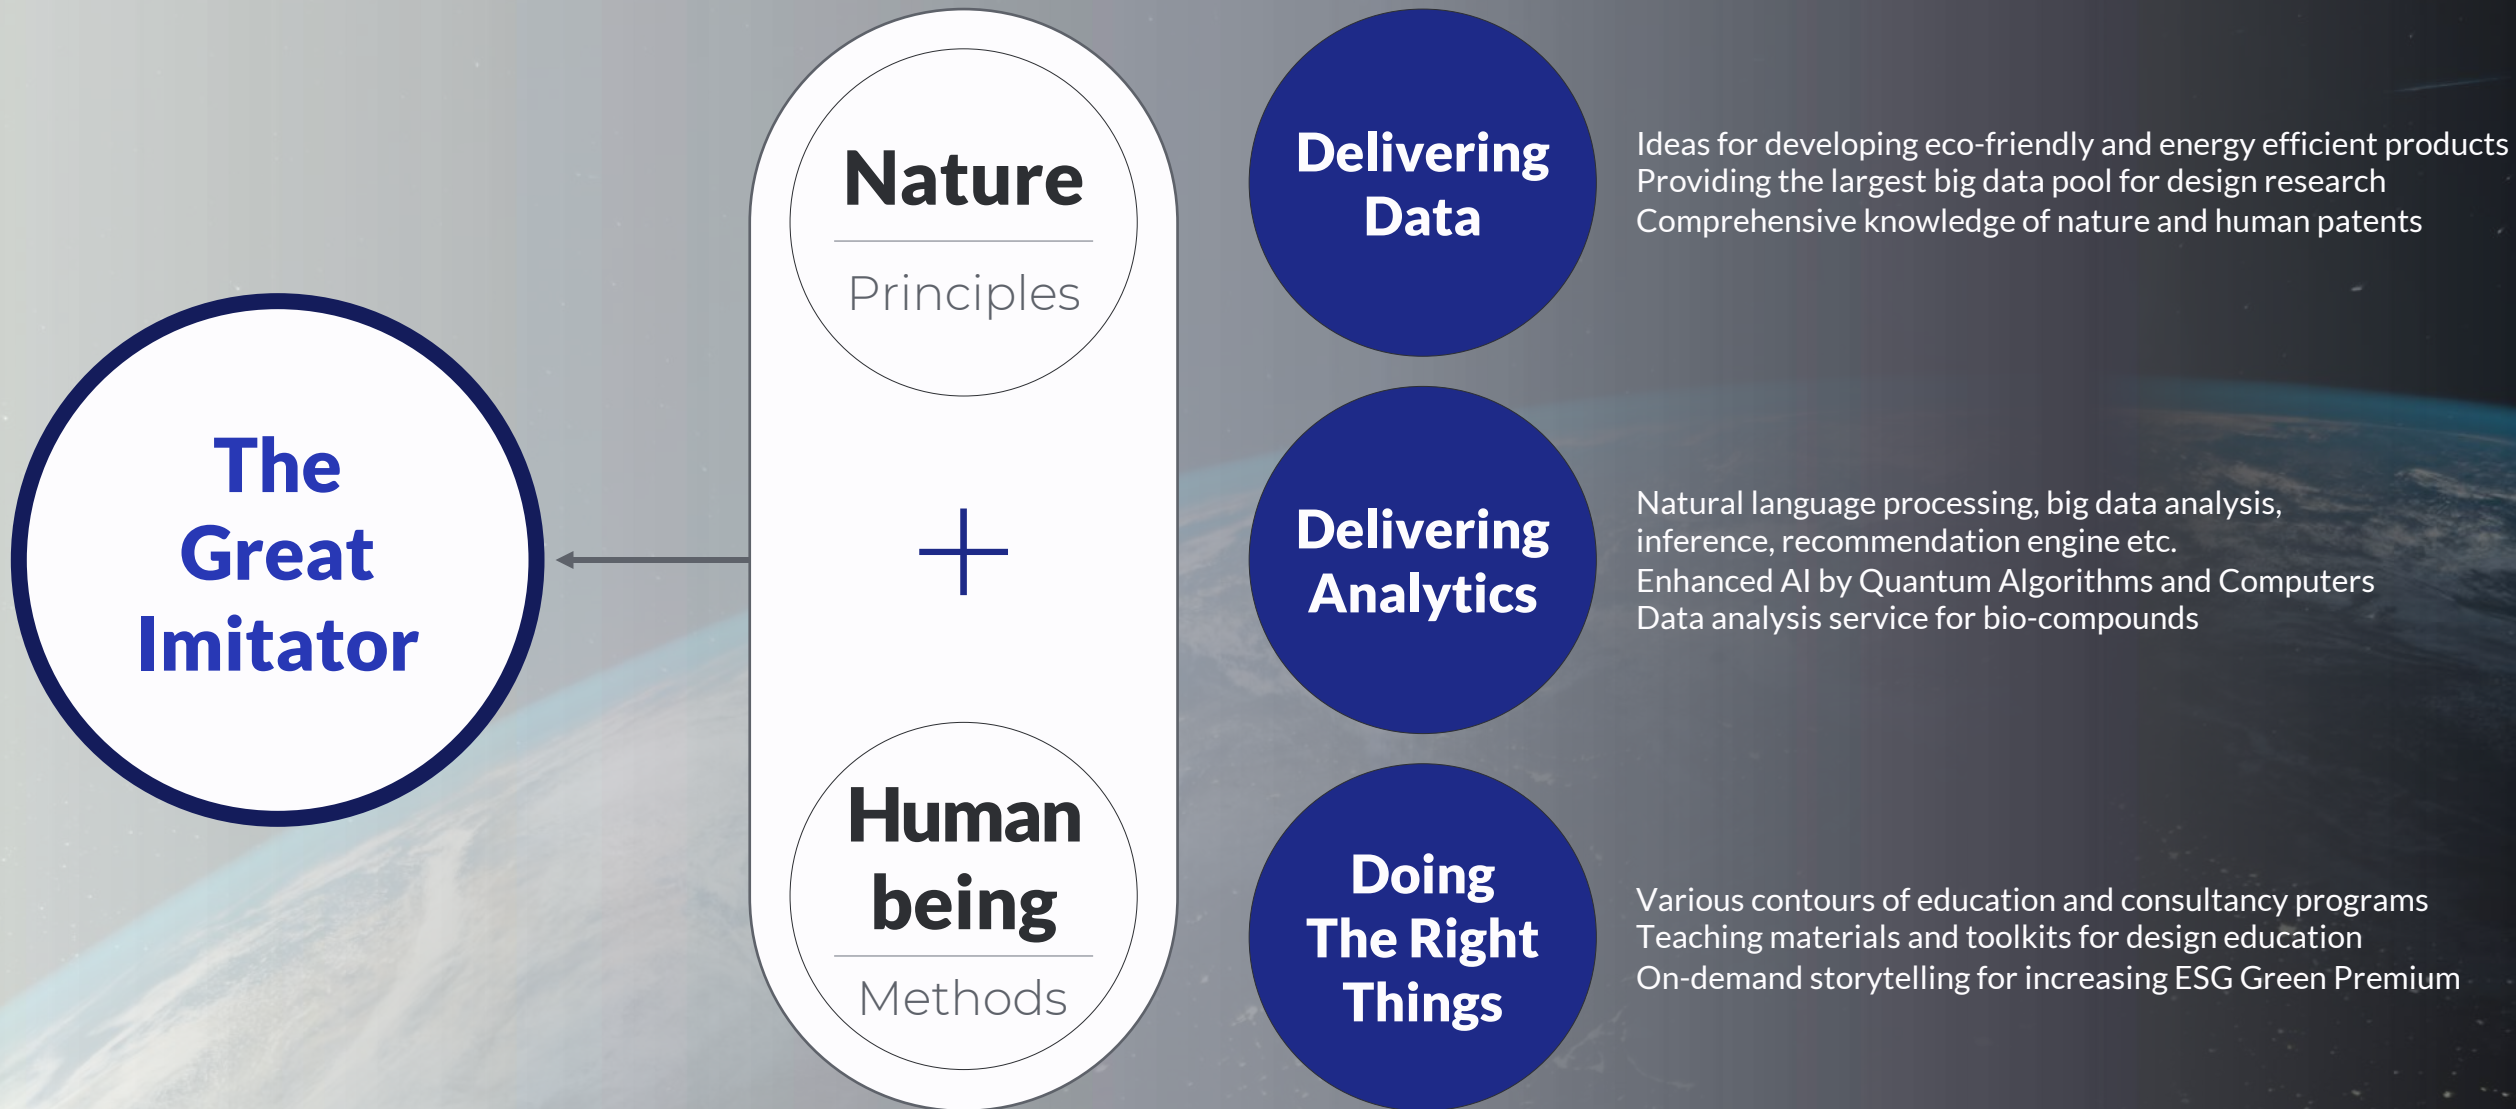 The
Great
Imitator
Nature
Principles
Human
being
Methods
Delivering
Data
Ideas for developing eco-friendly and energy efficient products
Providing the largest big data pool for design research
Comprehensive knowledge of nature and human patents
Delivering
Analytics
Natural language processing, big data analysis,
inference, recommendation engine etc.
Enhanced AI by Quantum Algorithms and Computers
Data analysis service for bio-compounds
Doing
The Right
Things
Various contours of education and consultancy programs
Teaching materials and toolkits for design education
On-demand storytelling for increasing ESG Green Premium